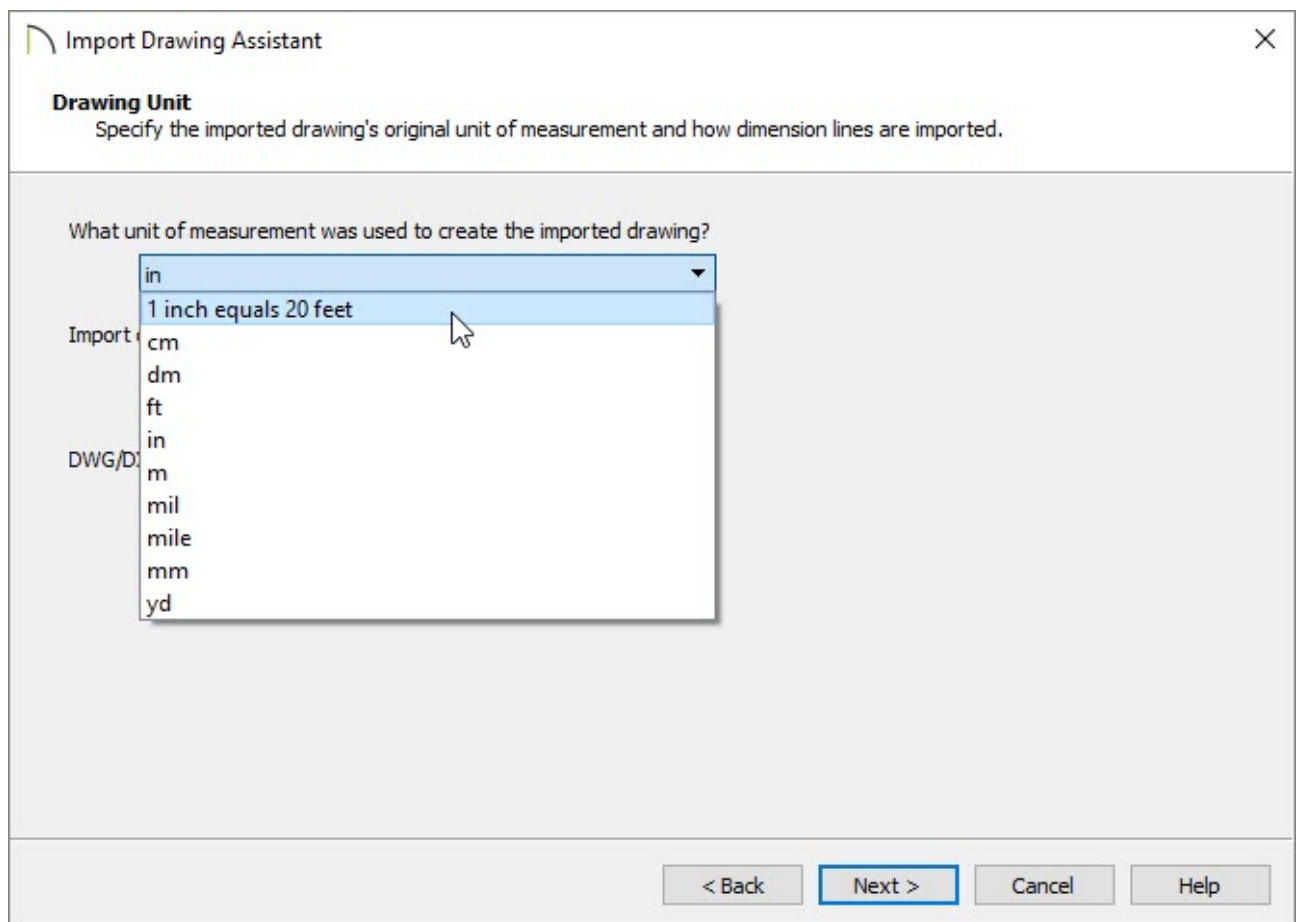 Import Drawing Assistant
Drawing Unit
Specify the imported drawing's original unit of measurement and how dimension lines are imported.
What unit of measurement was used to create the imported drawing?
in
1 inch equals 20 feet
Import
cm
dm
ft
in
DWG/D
m
mil
mile
mm
yd
< Back
Next >
Cancel
Help